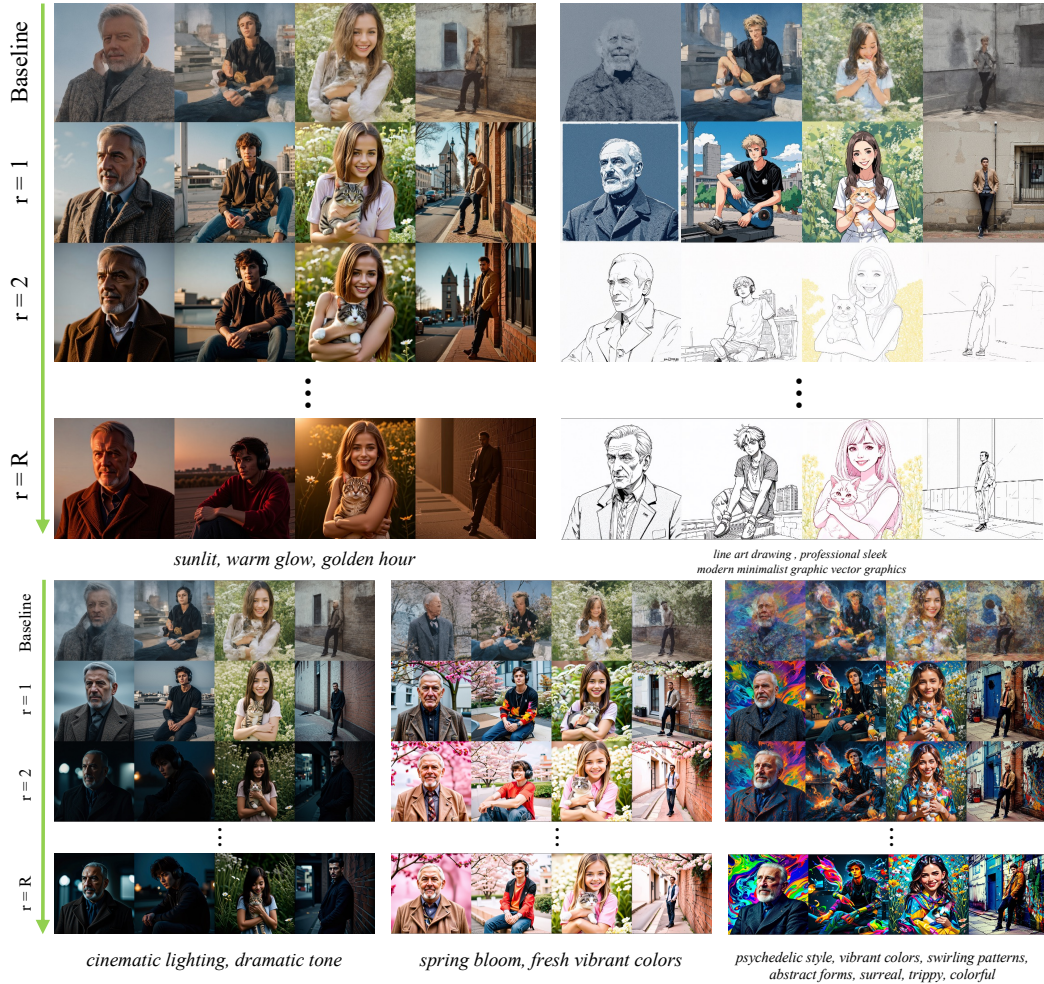 Baseline
r = 1
r = 2
r = R
sunlit, warm glow, golden hour
line art drawing , professional sleek
modern minimalist graphic vector graphics
Baseline
r = 1
r = 2
r = R
cinematic lighting, dramatic tone
spring bloom, fresh vibrant colors
psychedelic style, vibrant colors, swirling patterns,
abstract forms, surreal, trippy, colorful